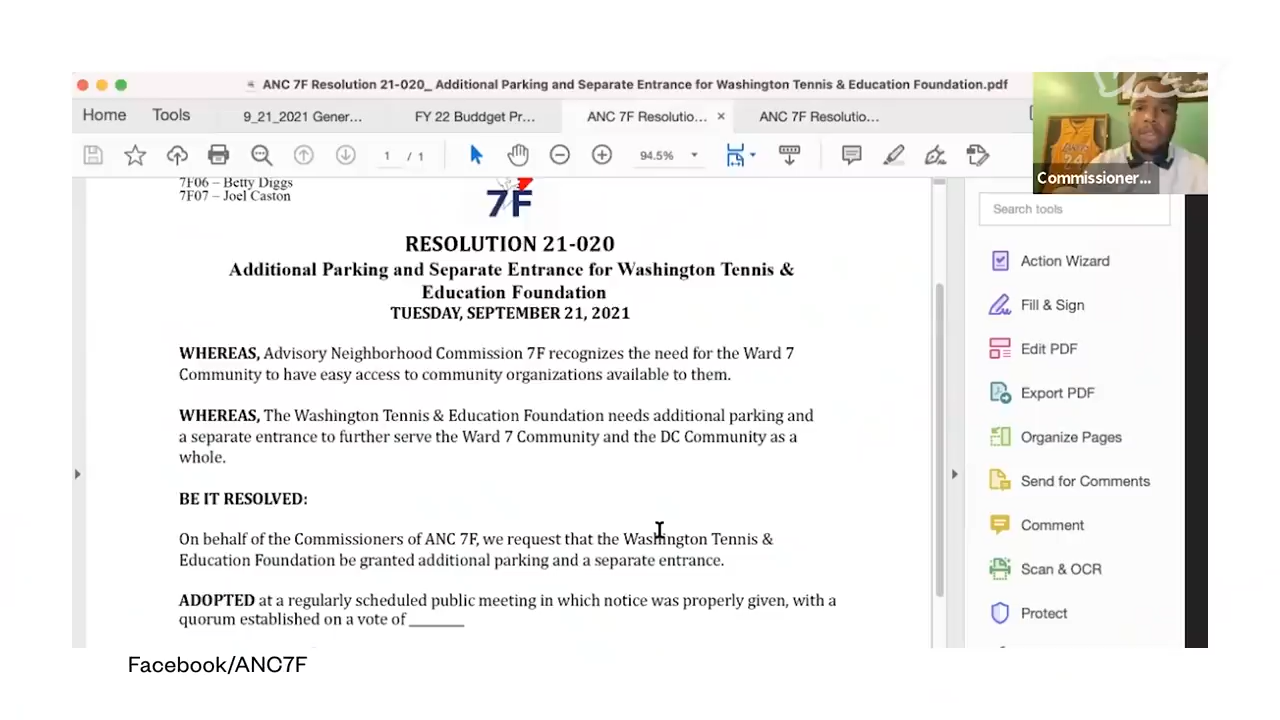 ANC 7F Resolution 21-020_ Additional Parking and Separate Entrance for Washington Tennis & Education Foundation.pdf
Home Tools 9_21_2021 Gener... FY 22 Buddget Pr... ANC 7F Resolutio... × ANC 7F Resolutio...
1 / 1 94.5%
Commissioner...
24
7F06 – Betty Diggs
7F07 – Joel Caston
7F
RESOLUTION 21-020
Additional Parking and Separate Entrance for Washington Tennis &
Education Foundation
TUESDAY, SEPTEMBER 21, 2021
WHEREAS, Advisory Neighborhood Commission 7F recognizes the need for the Ward 7
Community to have easy access to community organizations available to them.
WHEREAS, The Washington Tennis & Education Foundation needs additional parking and
a separate entrance to further serve the Ward 7 Community and the DC Community as a
whole.
BE IT RESOLVED:
On behalf of the Commissioners of ANC 7F, we request that the Washington Tennis &
Education Foundation be granted additional parking and a separate entrance.
ADOPTED at a regularly scheduled public meeting in which notice was properly given, with a
quorum established on a vote of ________
Search tools
Action Wizard
Fill & Sign
Edit PDF
Export PDF
Organize Pages
Send for Comments
Comment
Scan & OCR
Protect
Facebook/ANC7F